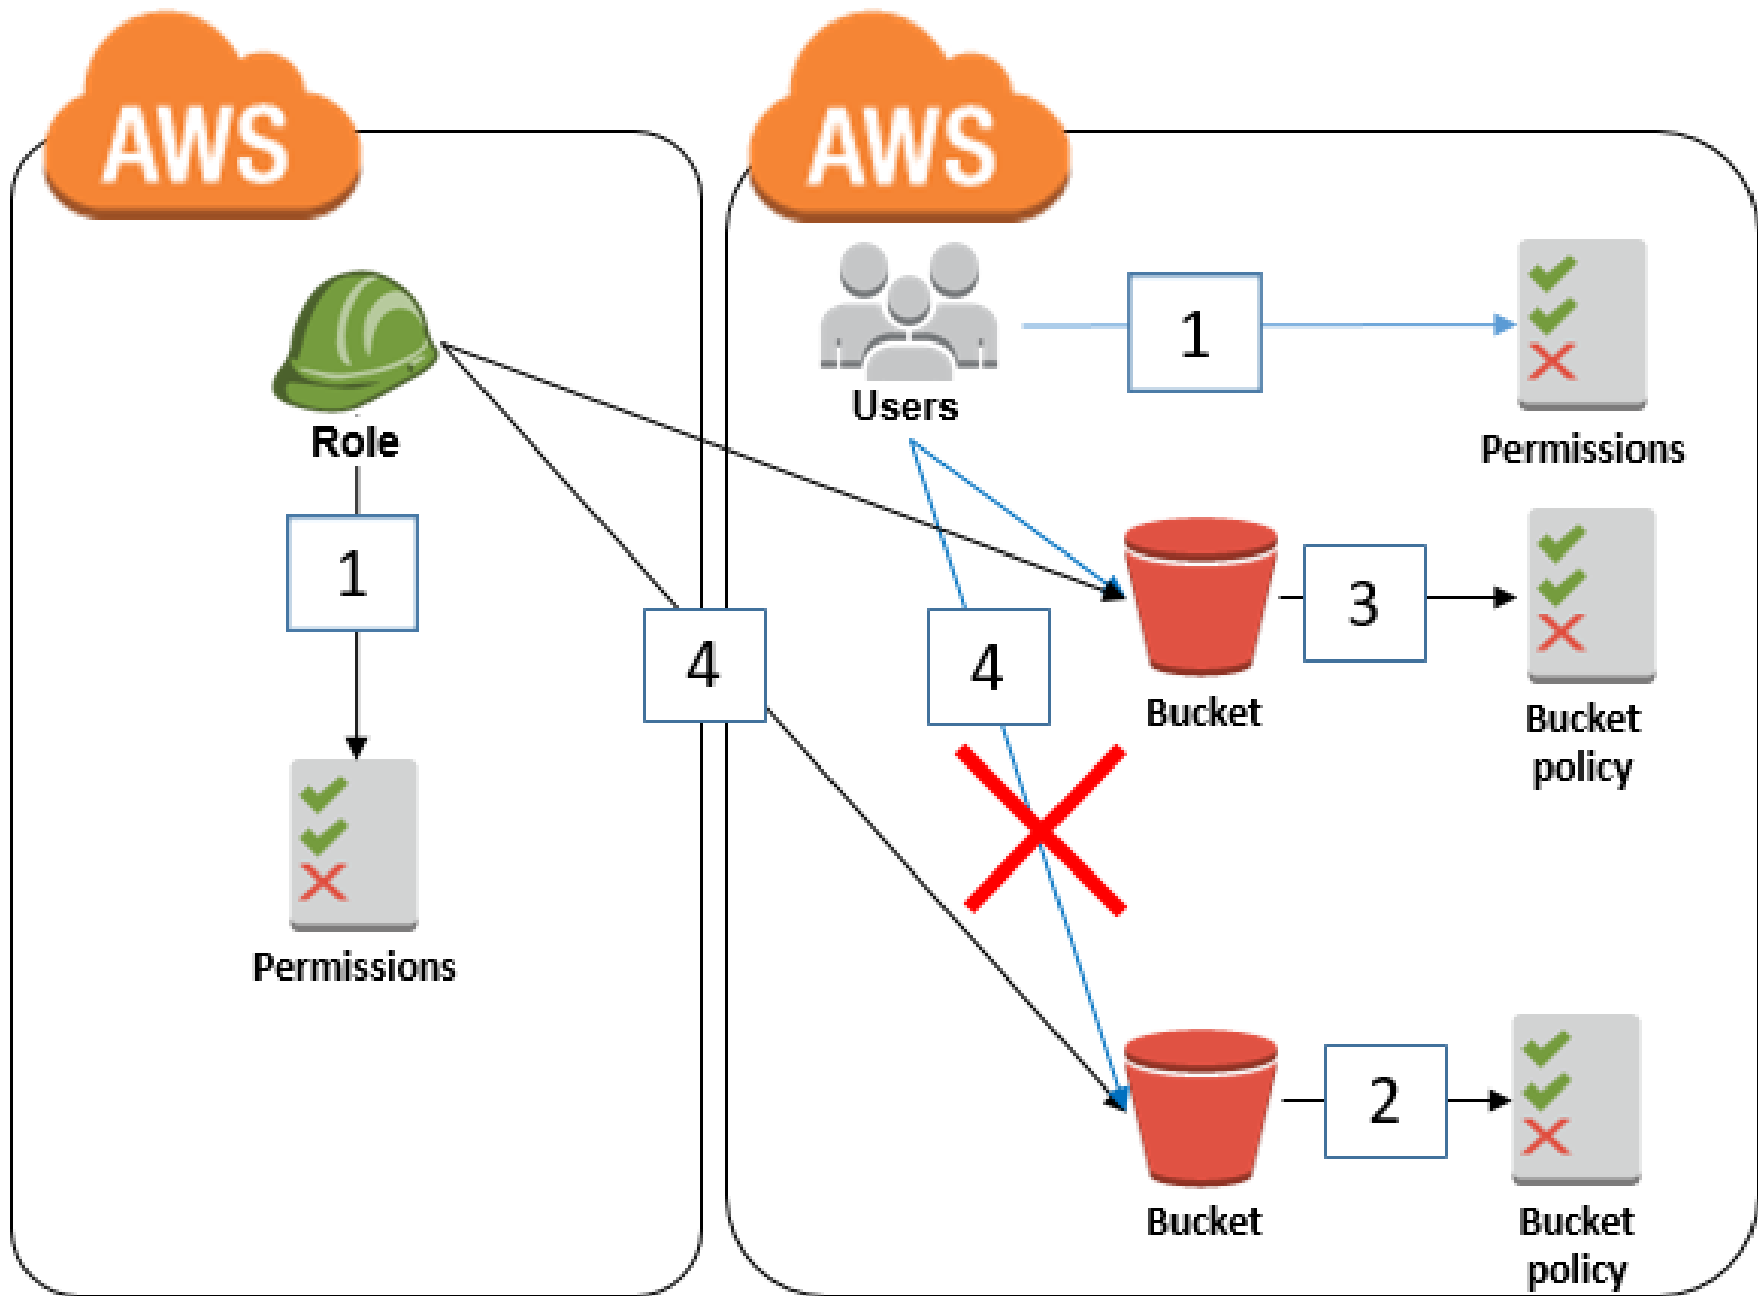 AWS
AWS
Role
1
Permissions
4
Users
1
Permissions
4
Bucket
3
Bucket
policy
Bucket
2
Bucket
policy